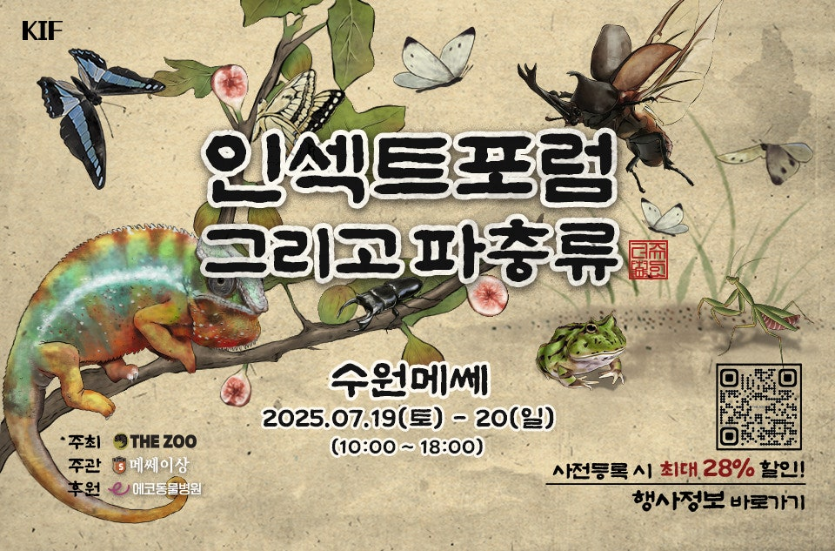 KIF
인섹트포럼
그리고 파충류
수원메쎄
2025.07.19(토) - 20(일)
(10:00 ~ 18:00)
주최 THE ZOO
주관 메쎄이상
후원 e 에코동물병원
사전등록 시 최대 28% 할인!
행사정보 바로가기